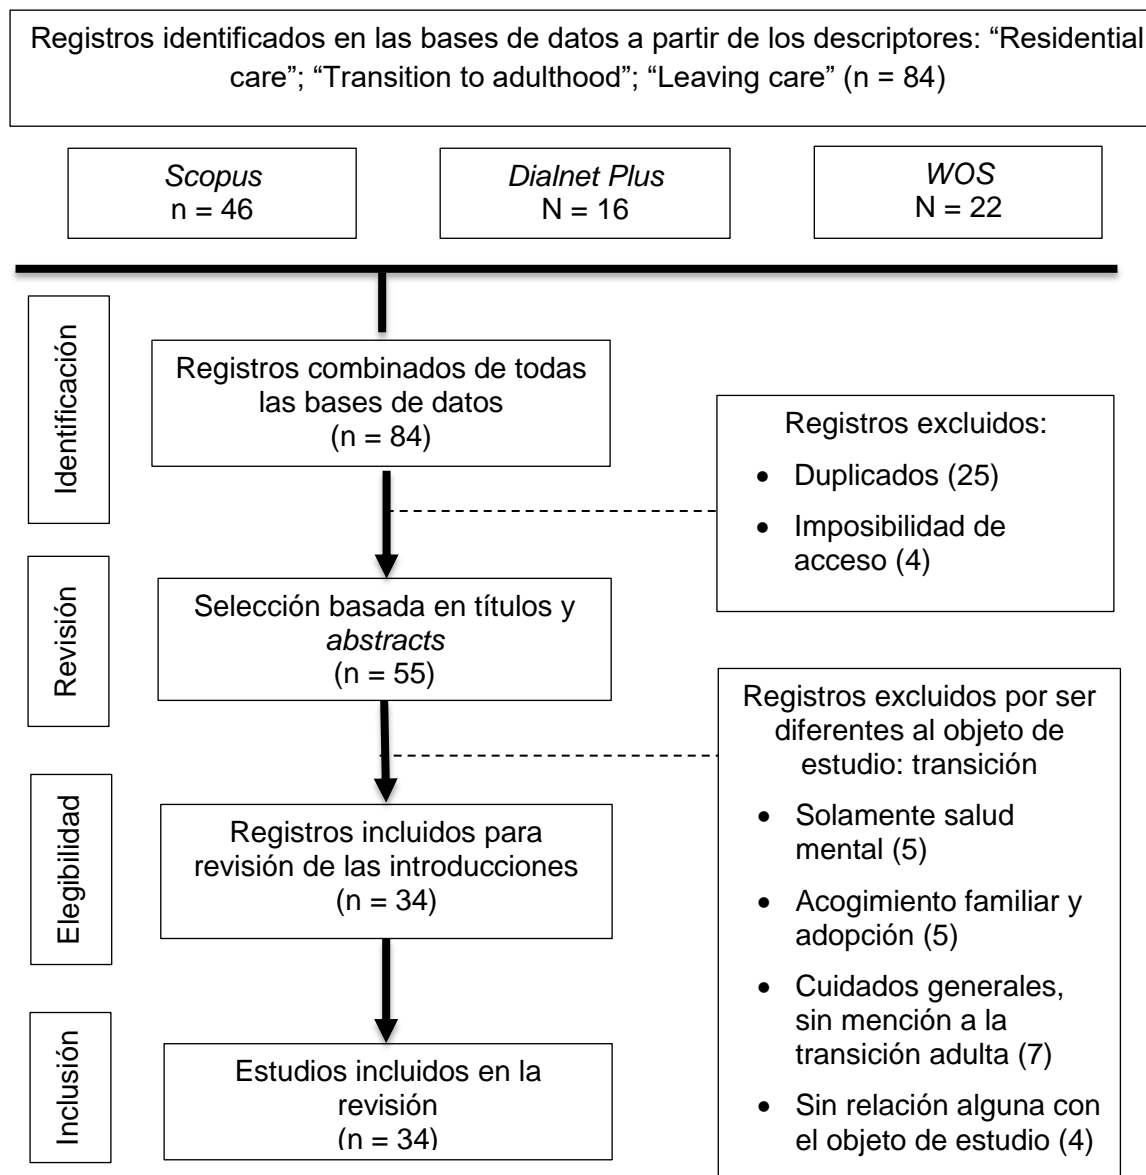 Registros identificados en las bases de datos a partir de los descriptores: “Residential
care”; “Transition to adulthood”; “Leaving care” (n = 84)
Scopus
n = 46
Dialnet Plus
N = 16
WOS
N = 22
Identificación
Registros combinados de todas
las bases de datos
(n = 84)
Registros excluidos:
• Duplicados (25)
• Imposibilidad de
acceso (4)
Revisión
Selección basada en títulos y
abstracts
(n = 55)
Registros excluidos por ser
diferentes al objeto de
estudio: transición
• Solamente salud
mental (5)
• Acogimiento familiar y
adopción (5)
• Cuidados generales,
sin mención a la
transición adulta (7)
• Sin relación alguna con
el objeto de estudio (4)
Elegibilidad
Registros incluidos para
revisión de las introducciones
(n = 34)
Inclusión
Estudios incluidos en la
revisión
(n = 34)